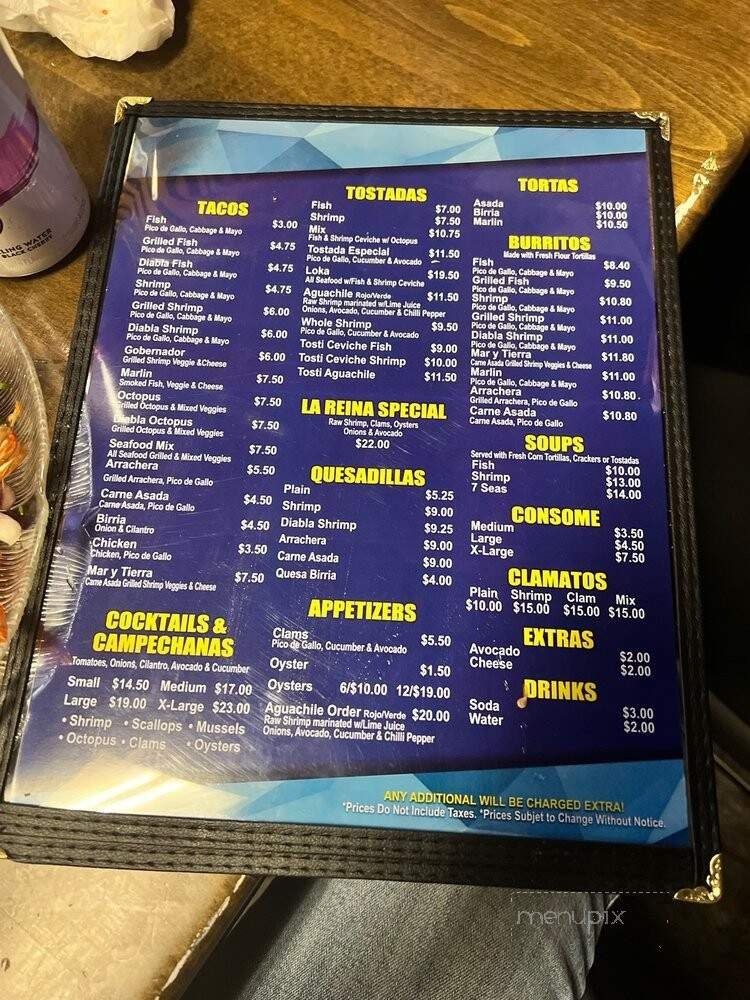 LING WATER
BLACK CHERRY
TACOS
Fish $3.00
Pico de Gallo, Cabbage & Mayo
Grilled Fish $4.75
Pico de Gallo, Cabbage & Mayo
Diabla Fish $4.75
Pico de Gallo, Cabbage & Mayo
Shrimp $4.75
Pico de Gallo, Cabbage & Mayo
Grilled Shrimp $6.00
Pico de Gallo, Cabbage & Mayo
Diabla Shrimp $6.00
Pico de Gallo, Cabbage & Mayo
Gobernador $6.00
Grilled Shrimp Veggie &Cheese
Marlin $7.50
Smoked Fish, Veggie & Cheese
Octopus $7.50
Grilled Octopus & Mixed Veggies
Diabla Octopus $7.50
Grilled Octopus & Mixed Veggies
Seafood Mix $7.50
All Seafood Grilled & Mixed Veggies
Arrachera $5.50
Grilled Arrachera, Pico de Gallo
Carne Asada $4.50
Carne Asada, Pico de Gallo
Birria $4.50
Onion & Cilantro
Chicken $3.50
Chicken, Pico de Gallo
Mar y Tierra $7.50
Carne Asada Grilled Shrimp Veggies & Cheese
COCKTAILS &
CAMPECHANAS
Tomatoes, Onions, Cilantro, Avocado & Cucumber
Small $14.50 Medium $17.00
Large $19.00 X-Large $23.00
• Shrimp • Scallops • Mussels
• Octopus • Clams • Oysters
TOSTADAS
Fish $7.00
Shrimp $7.50
Mix $10.75
Fish & Shrimp Ceviche w/ Octopus
Tostada Especial $11.50
Pico de Gallo, Cucumber & Avocado
Loka $19.50
All Seafood w/Fish & Shrimp Ceviche
Aguachile Rojo/Verde $11.50
Raw Shrimp marinated w/Lime Juice
Onions, Avocado, Cucumber & Chilli Pepper
Whole Shrimp $9.50
Pico de Gallo, Cucumber & Avocado
Tosti Ceviche Fish $9.00
Tosti Ceviche Shrimp $10.00
Tosti Aguachile $11.50
LA REINA SPECIAL
Raw Shrimp, Clams, Oysters
Onions & Avocado
$22.00
QUESADILLAS
Plain $5.25
Shrimp $9.00
Diabla Shrimp $9.25
Arrachera $9.00
Carne Asada $9.00
Quesa Birria $4.00
APPETIZERS
Clams $5.50
Pico de Gallo, Cucumber & Avocado
Oyster $1.50
Oysters 6/$10.00 12/$19.00
Aguachile Order Rojo/Verde $20.00
Raw Shrimp marinated w/Lime Juice
Onions, Avocado, Cucumber & Chilli Pepper
TORTAS
Asada $10.00
Birria $10.00
Marlin $10.50
BURRITOS
Made with Fresh Flour Tortillas
Fish $8.40
Pico de Gallo, Cabbage & Mayo
Grilled Fish $9.50
Pico de Gallo, Cabbage & Mayo
Shrimp $10.80
Pico de Gallo, Cabbage & Mayo
Grilled Shrimp $11.00
Pico de Gallo, Cabbage & Mayo
Diabla Shrimp $11.00
Pico de Gallo, Cabbage & Mayo
Mar y Tierra $11.80
Carne Asada Grilled Shrimp Veggies & Cheese
Marlin $11.00
Pico de Gallo, Cabbage & Mayo
Arrachera $10.80.
Grilled Arrachera, Pico de Gallo
Carne Asada $10.80
Carne Asada, Pico de Gallo
SOUPS
Served with Fresh Corn Tortillas, Crackers or Tostadas
Fish $10.00
Shrimp $13.00
7 Seas $14.00
CONSOME
Medium $3.50
Large $4.50
X-Large $7.50
CLAMATOS
Plain Shrimp Clam Mix
$10.00 $15.00 $15.00 $15.00
EXTRAS
Avocado $2.00
Cheese $2.00
DRINKS
Soda $3.00
Water $2.00
ANY ADDITIONAL WILL BE CHARGED EXTRA!
*Prices Do Not Include Taxes. *Prices Subjet to Change Without Notice.
menupix